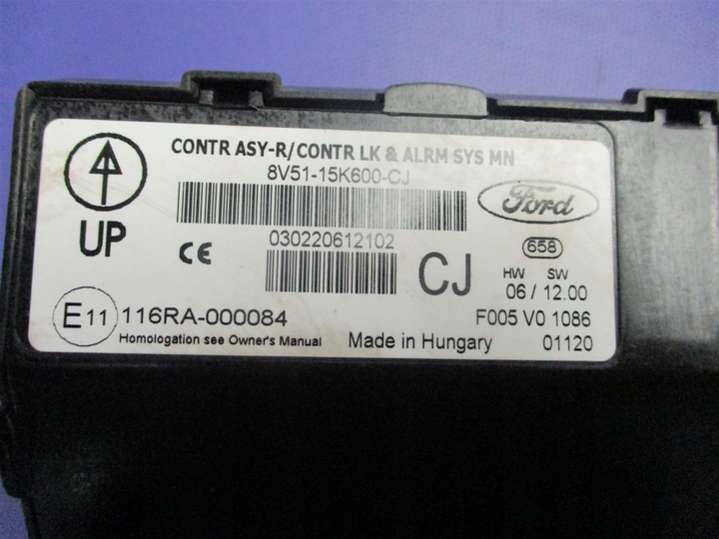 CONTR ASY-R/CONTR LK & ALRM SYS MN
8V51-15K600-CJ
Ford
UP
CE
030220612102
CJ
658
HW SW
06 / 12.00
E11 116RA-000084
F005 V0 1086
Homologation see Owner's Manual
Made in Hungary
01120